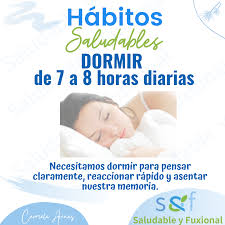 Hábitos
Saludables
DORMIR
de 7 a 8 horas diarias
Necesitamos dormir para pensar
claramente, reaccionar rápido y asentar
nuestra memoria.
s&f
Saludable y Fuxional